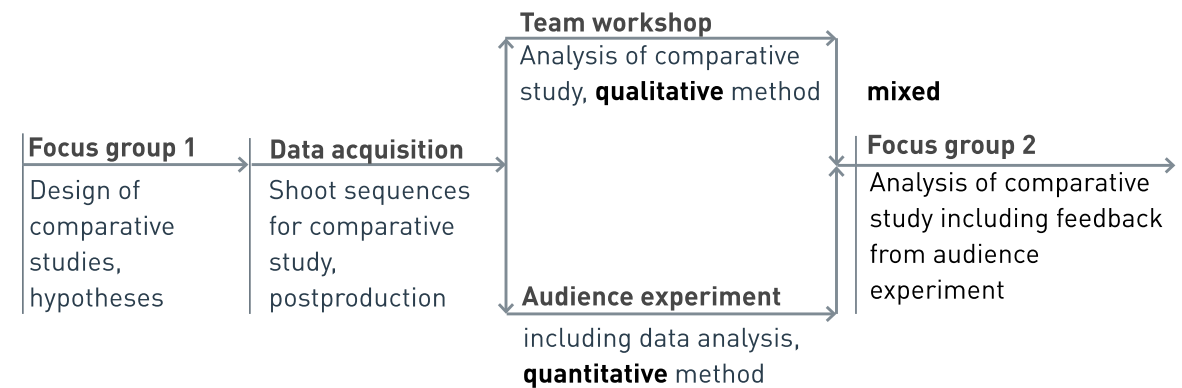 Focus group 1
Design of
comparative
studies,
hypotheses
Data acquisition
Shoot sequences
for comparative
study,
postproduction
Team workshop
Analysis of comparative
study, qualitative method
Audience experiment
including data analysis,
quantitative method
mixed
Focus group 2
Analysis of comparative
study including feedback
from audience
experiment